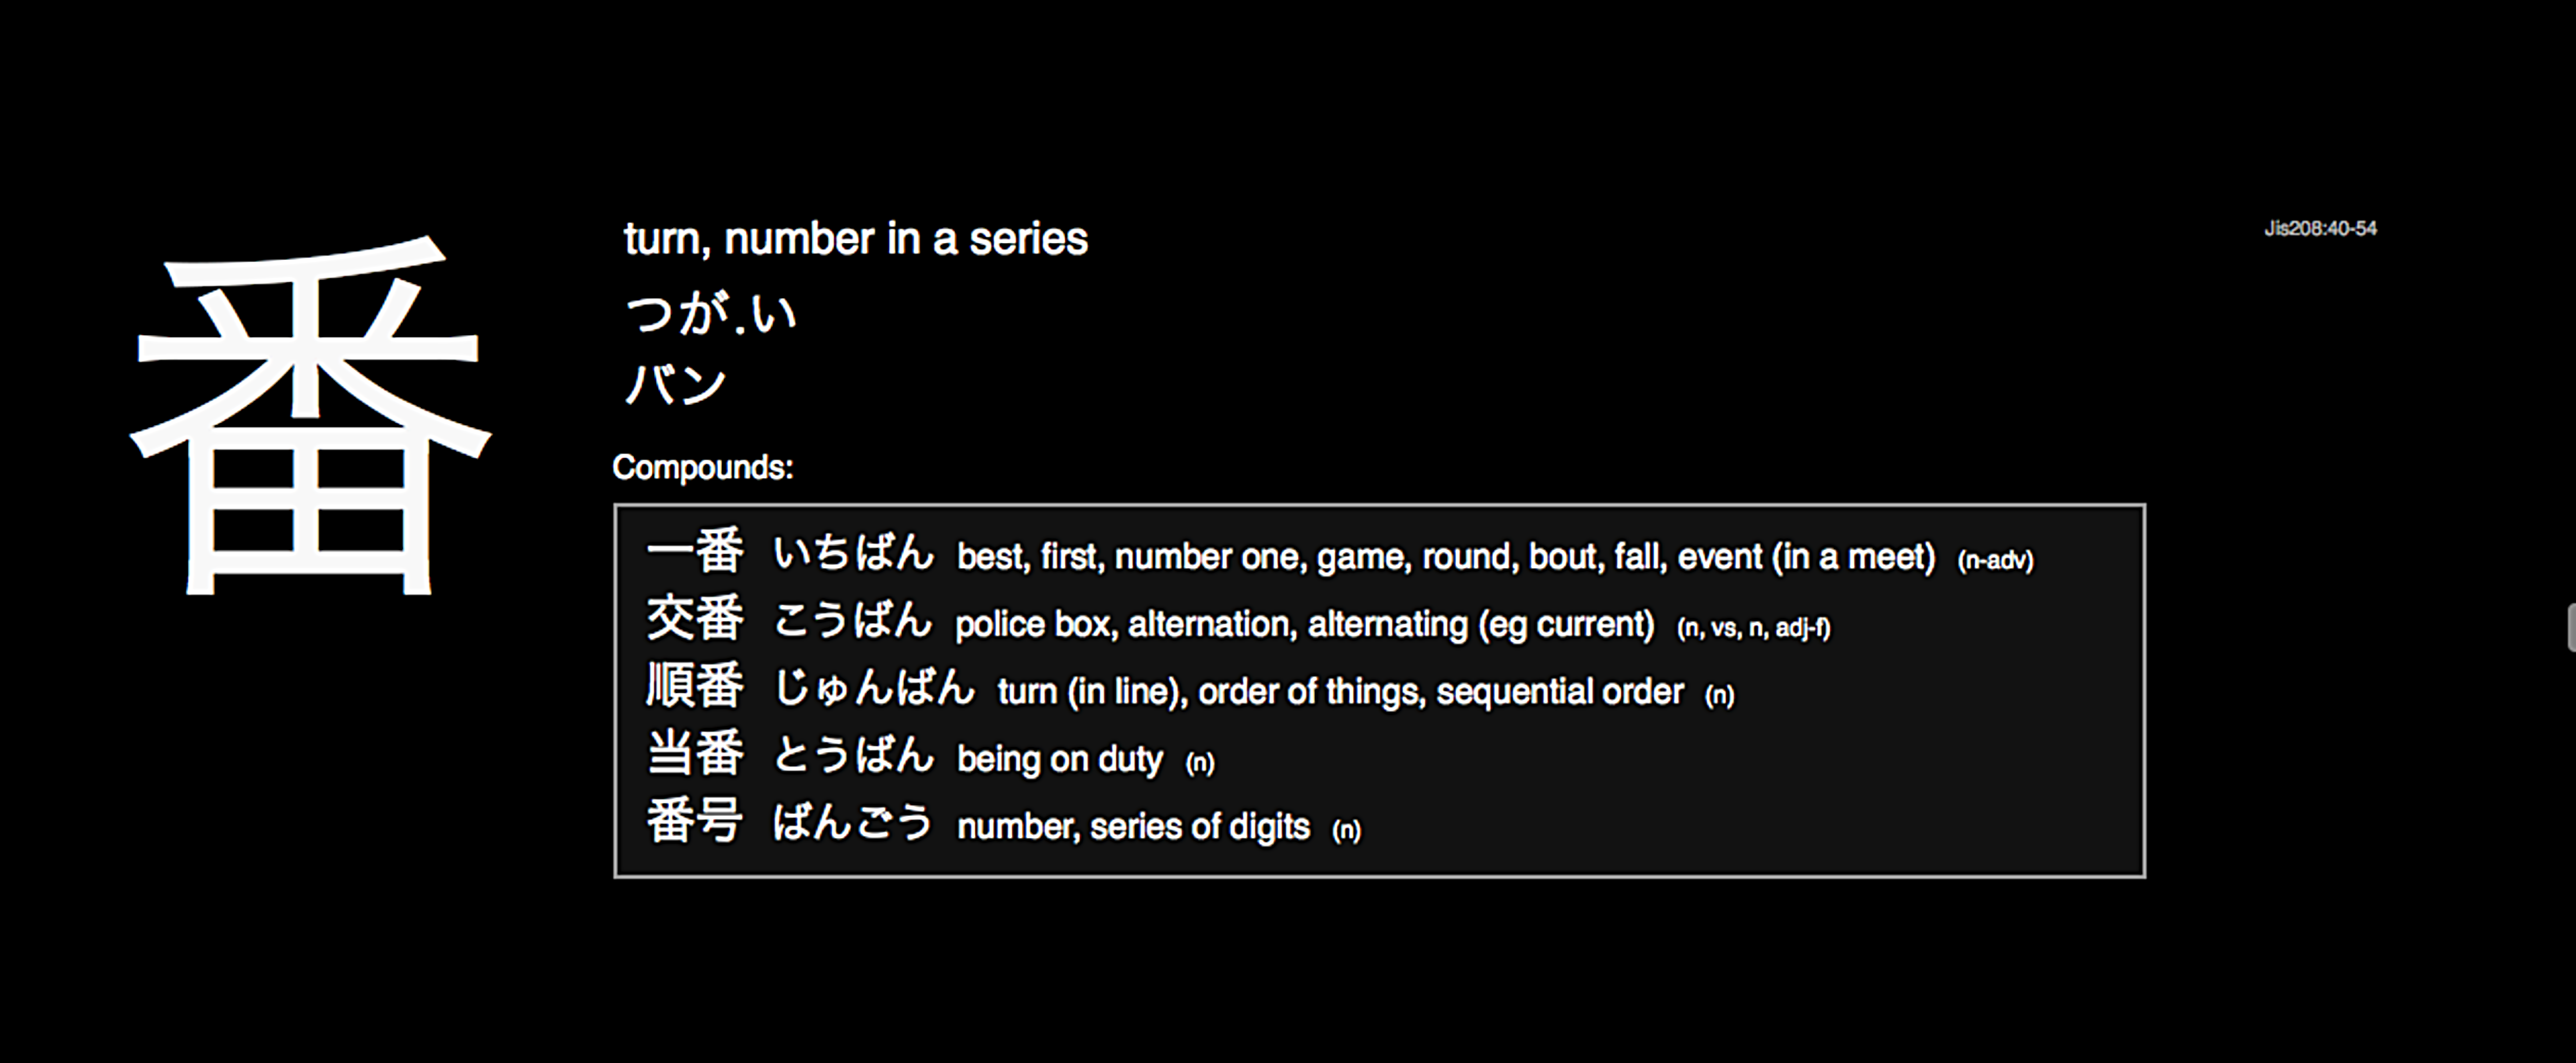 番
turn, number in a series
Jis208:40-54
つが.い
バン
Compounds:
一番 いちばん best, first, number one, game, round, bout, fall, event (in a meet) (n-adv)
交番 こうばん police box, alternation, alternating (eg current) (n, vs, n, adj-f)
順番 じゅんばん turn (in line), order of things, sequential order (n)
当番 とうばん being on duty (n)
番号 ばんごう number, series of digits (n)